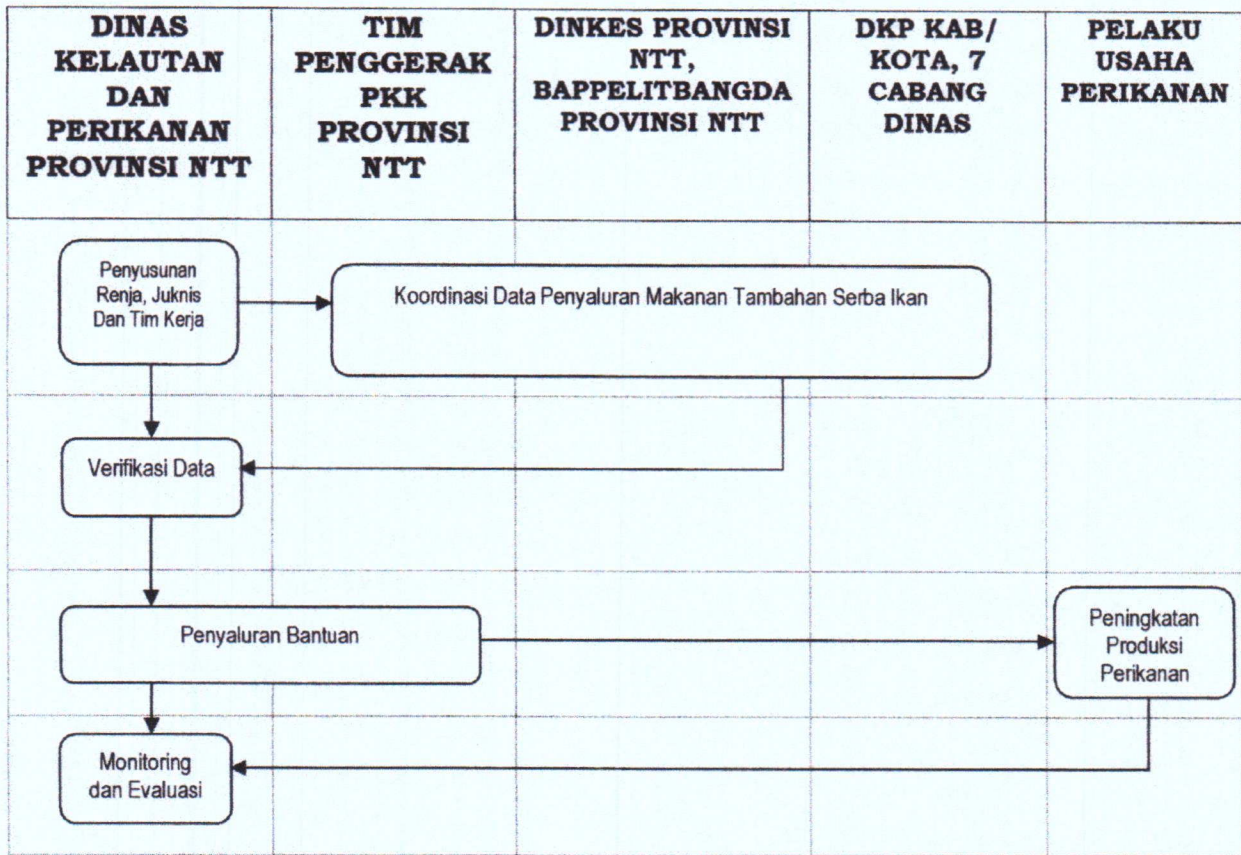 DINAS
KELAUTAN
DAN
PERIKANAN
PROVINSI NTT
TIM
PENGGERAK
PKK
PROVINSI
NTT
DINKES PROVINSI
NTT,
BAPPELITBANGDA
PROVINSI NTT
DKP KAB/
KOTA, 7
CABANG
DINAS
PELAKU
USAHA
PERIKANAN
Penyusunan
Renja, Juknis
Dan Tim Kerja
Koordinasi Data Penyaluran Makanan Tambahan Serba Ikan
Verifikasi Data
Penyaluran Bantuan
Peningkatan
Produksi
Perikanan
Monitoring
dan Evaluasi